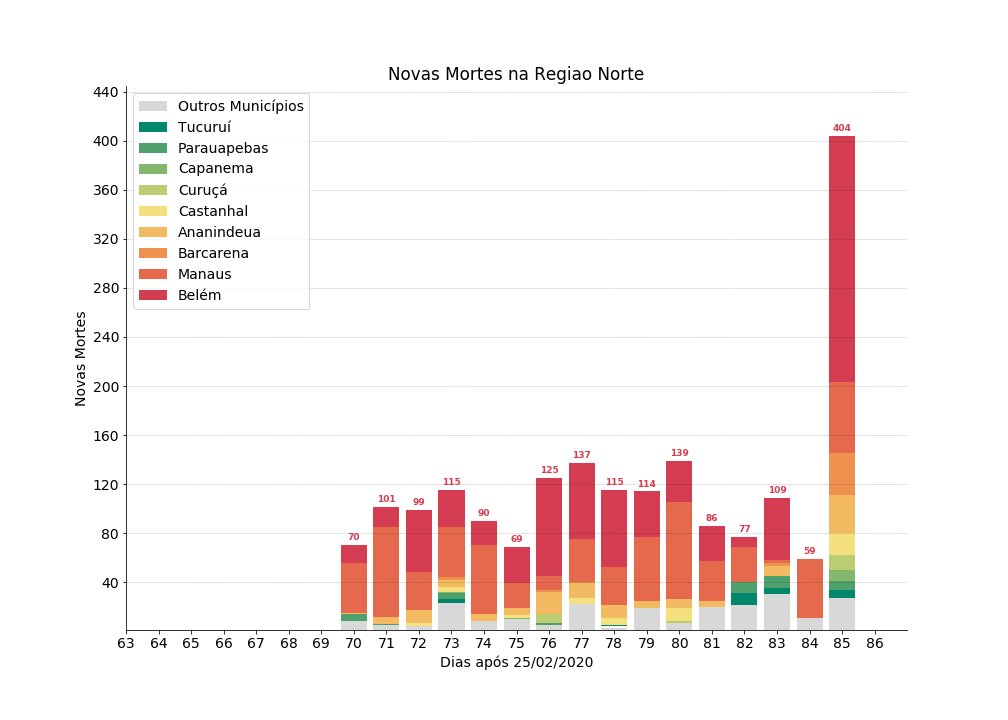 Novas Mortes na Regiao Norte
440
400
360
320
280
240
200
160
120
80
40
Novas Mortes
Outros Municípios
Tucuruí
Parauapebas
Capanema
Curuçá
Castanhal
Ananindeua
Barcarena
Manaus
Belém
70
101
99
115
90
69
125
137
115
114
139
86
77
109
59
404
63 64 65 66 67 68 69 70 71 72 73 74 75 76 77 78 79 80 81 82 83 84 85 86
Dias após 25/02/2020